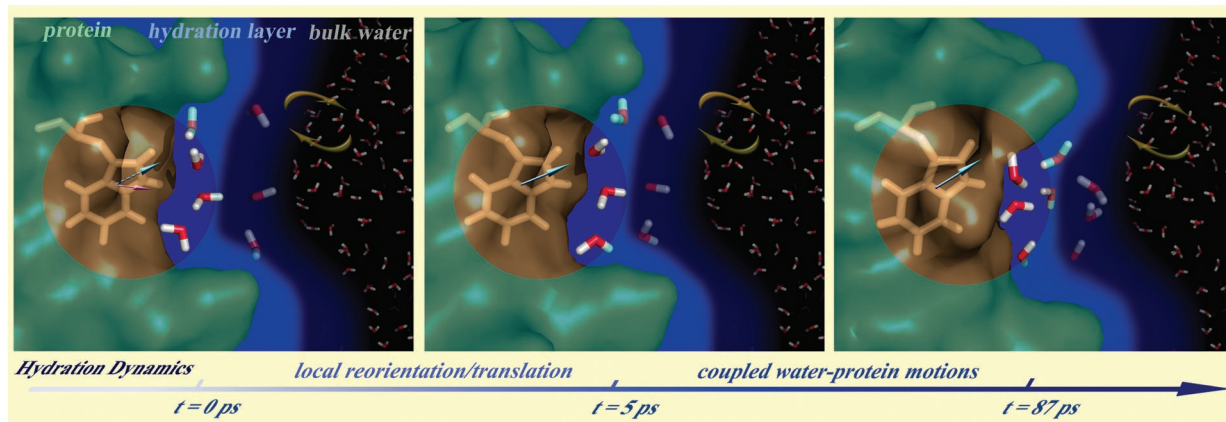 protein hydration layer bulk water
Hydration Dynamics local reorientation/translation coupled water-protein motions
t = 0 ps t = 5 ps t = 87 ps